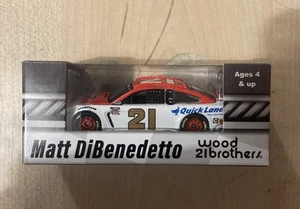 Ages 4
& up
Quick Lane
21
Matt DiBenedetto
wood
21brothers